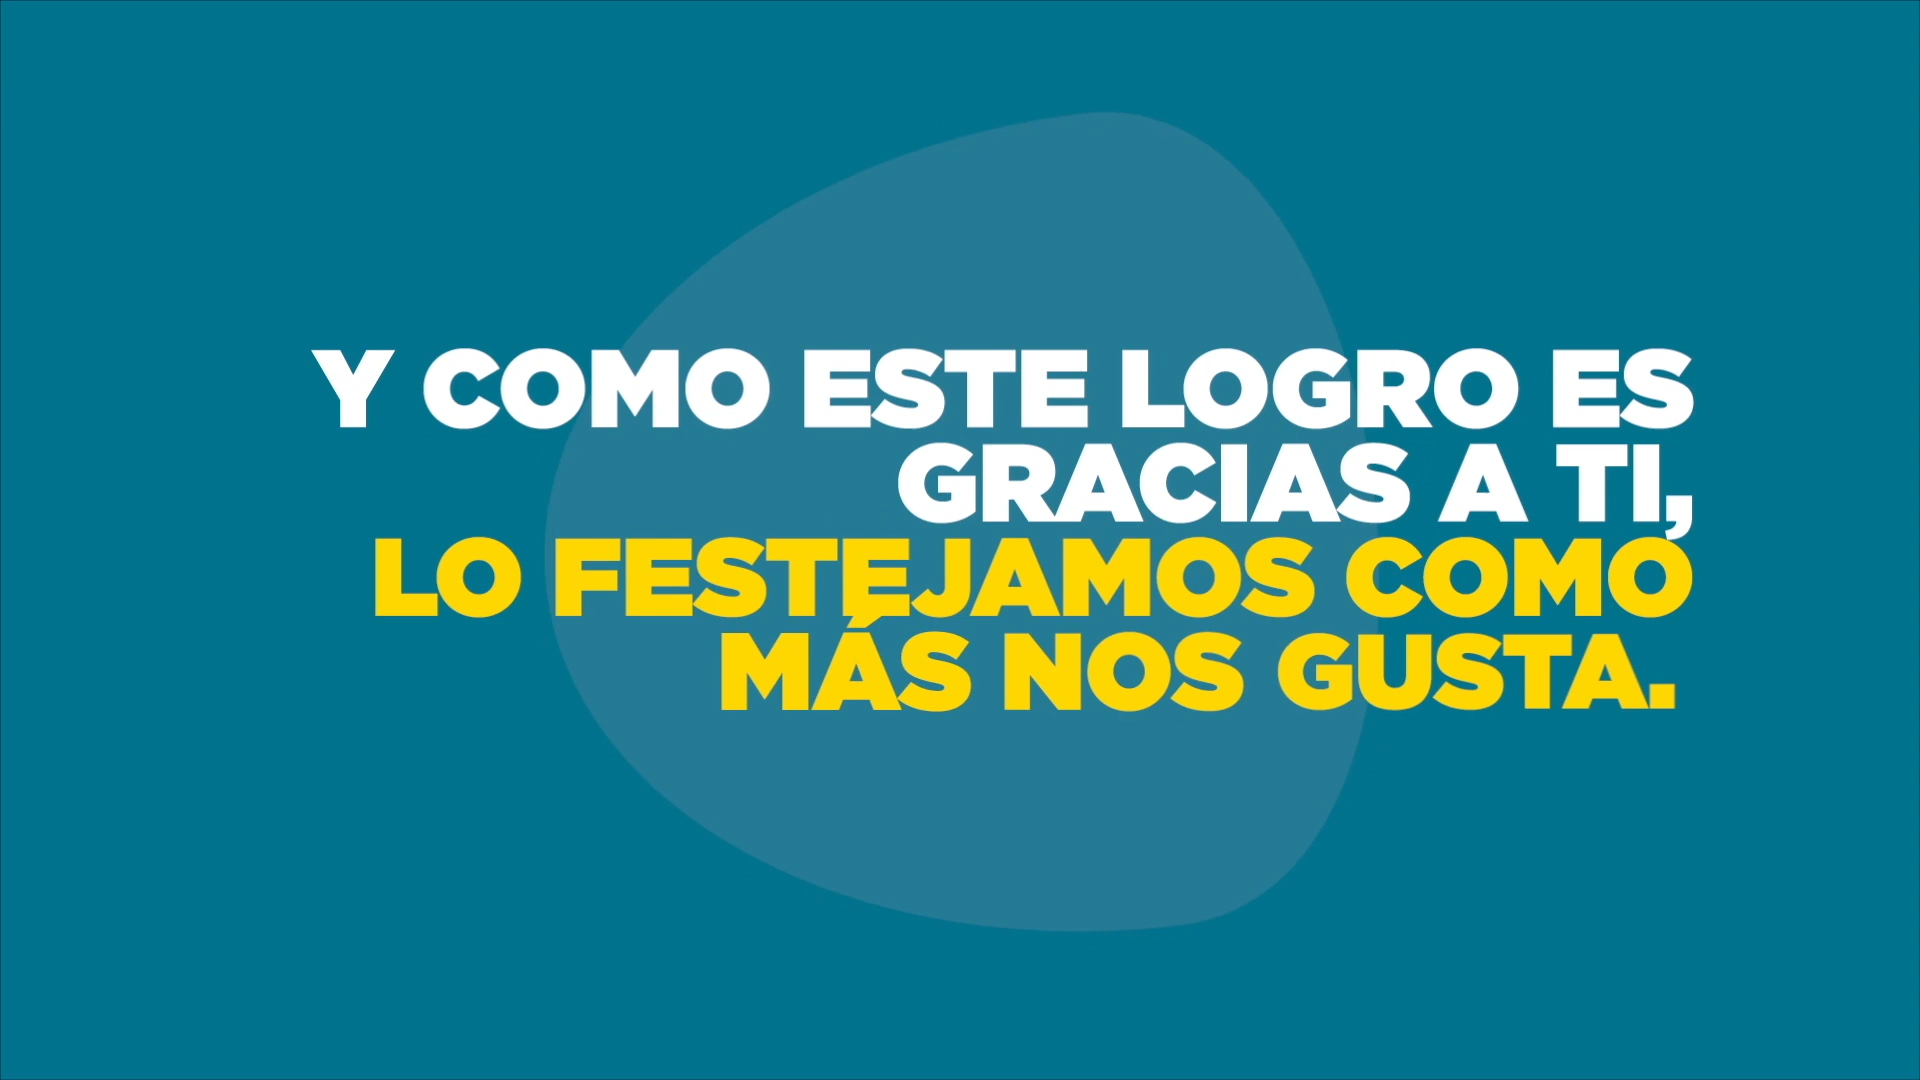 Y COMO ESTE LOGRO ES
GRACIAS A TI,
LO FESTEJAMOS COMO
MÁS NOS GUSTA.